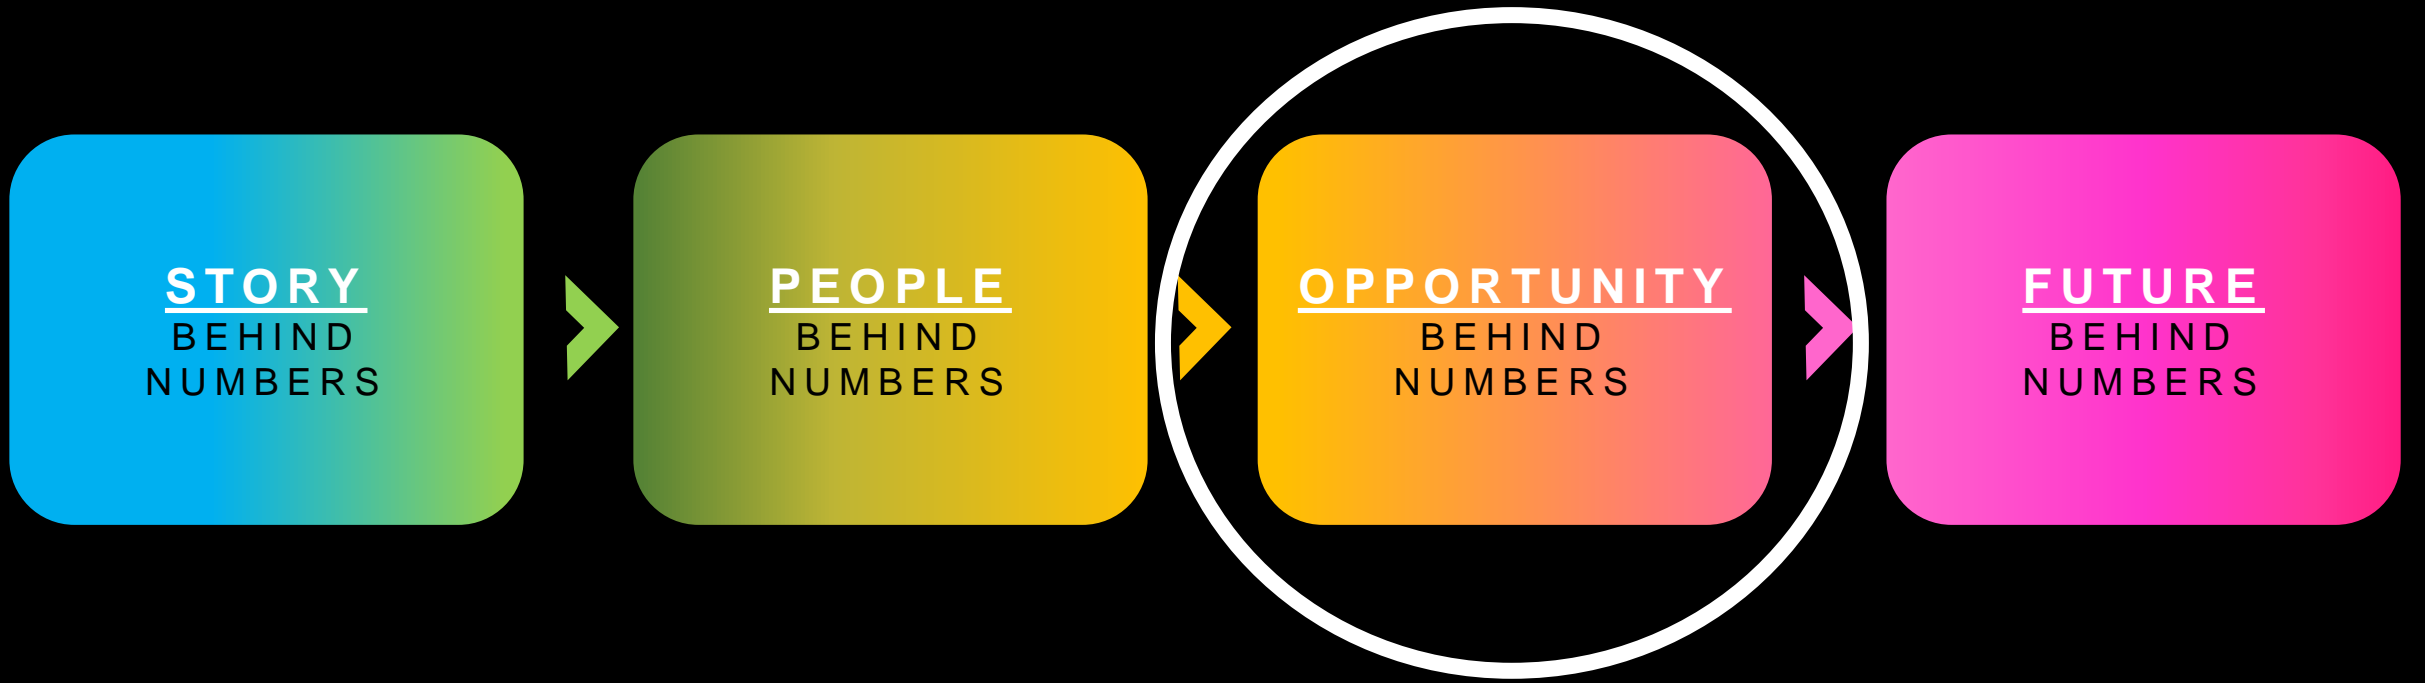 STORY
BEHIND
NUMBERS
PEOPLE
BEHIND
NUMBERS
OPPORTUNITY
BEHIND
NUMBERS
FUTURE
BEHIND
NUMBERS